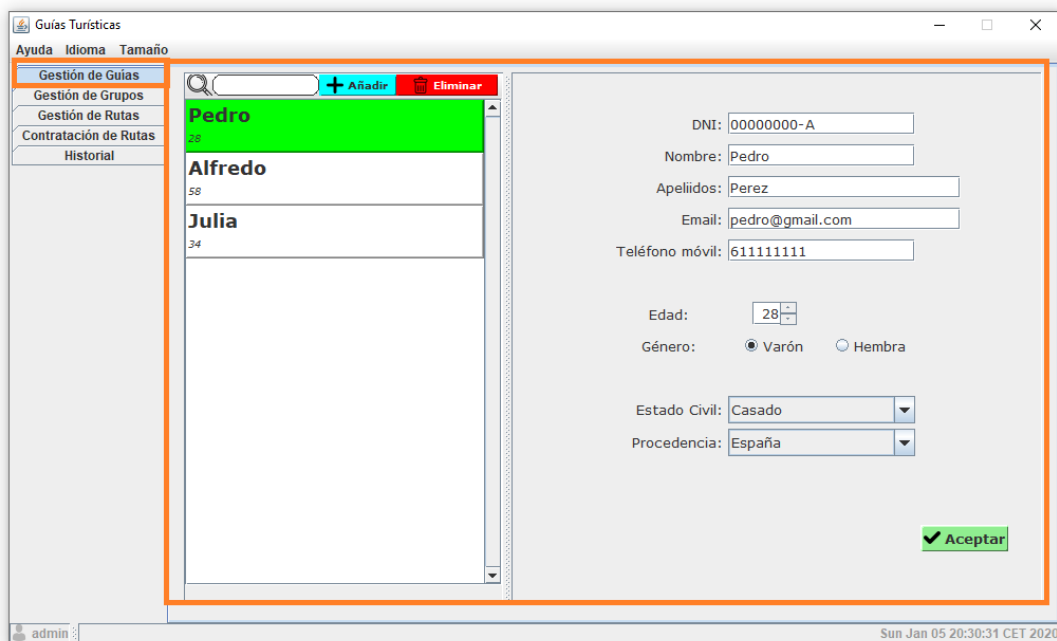 Guías Turísticas
Ayuda Idioma Tamaño
Gestión de Guías
Gestión de Grupos
Gestión de Rutas
Contratación de Rutas
Historial
Añadir Eliminar
Pedro
28
Alfredo
58
Julia
34
DNI: 00000000-A
Nombre: Pedro
Apeliidos: Perez
Email: pedro@gmail.com
Teléfono móvil: 611111111
Edad: 28
Género: Varón Hembra
Estado Civil: Casado
Procedencia: España
Aceptar
admin Sun Jan 05 20:30:31 CET 2020